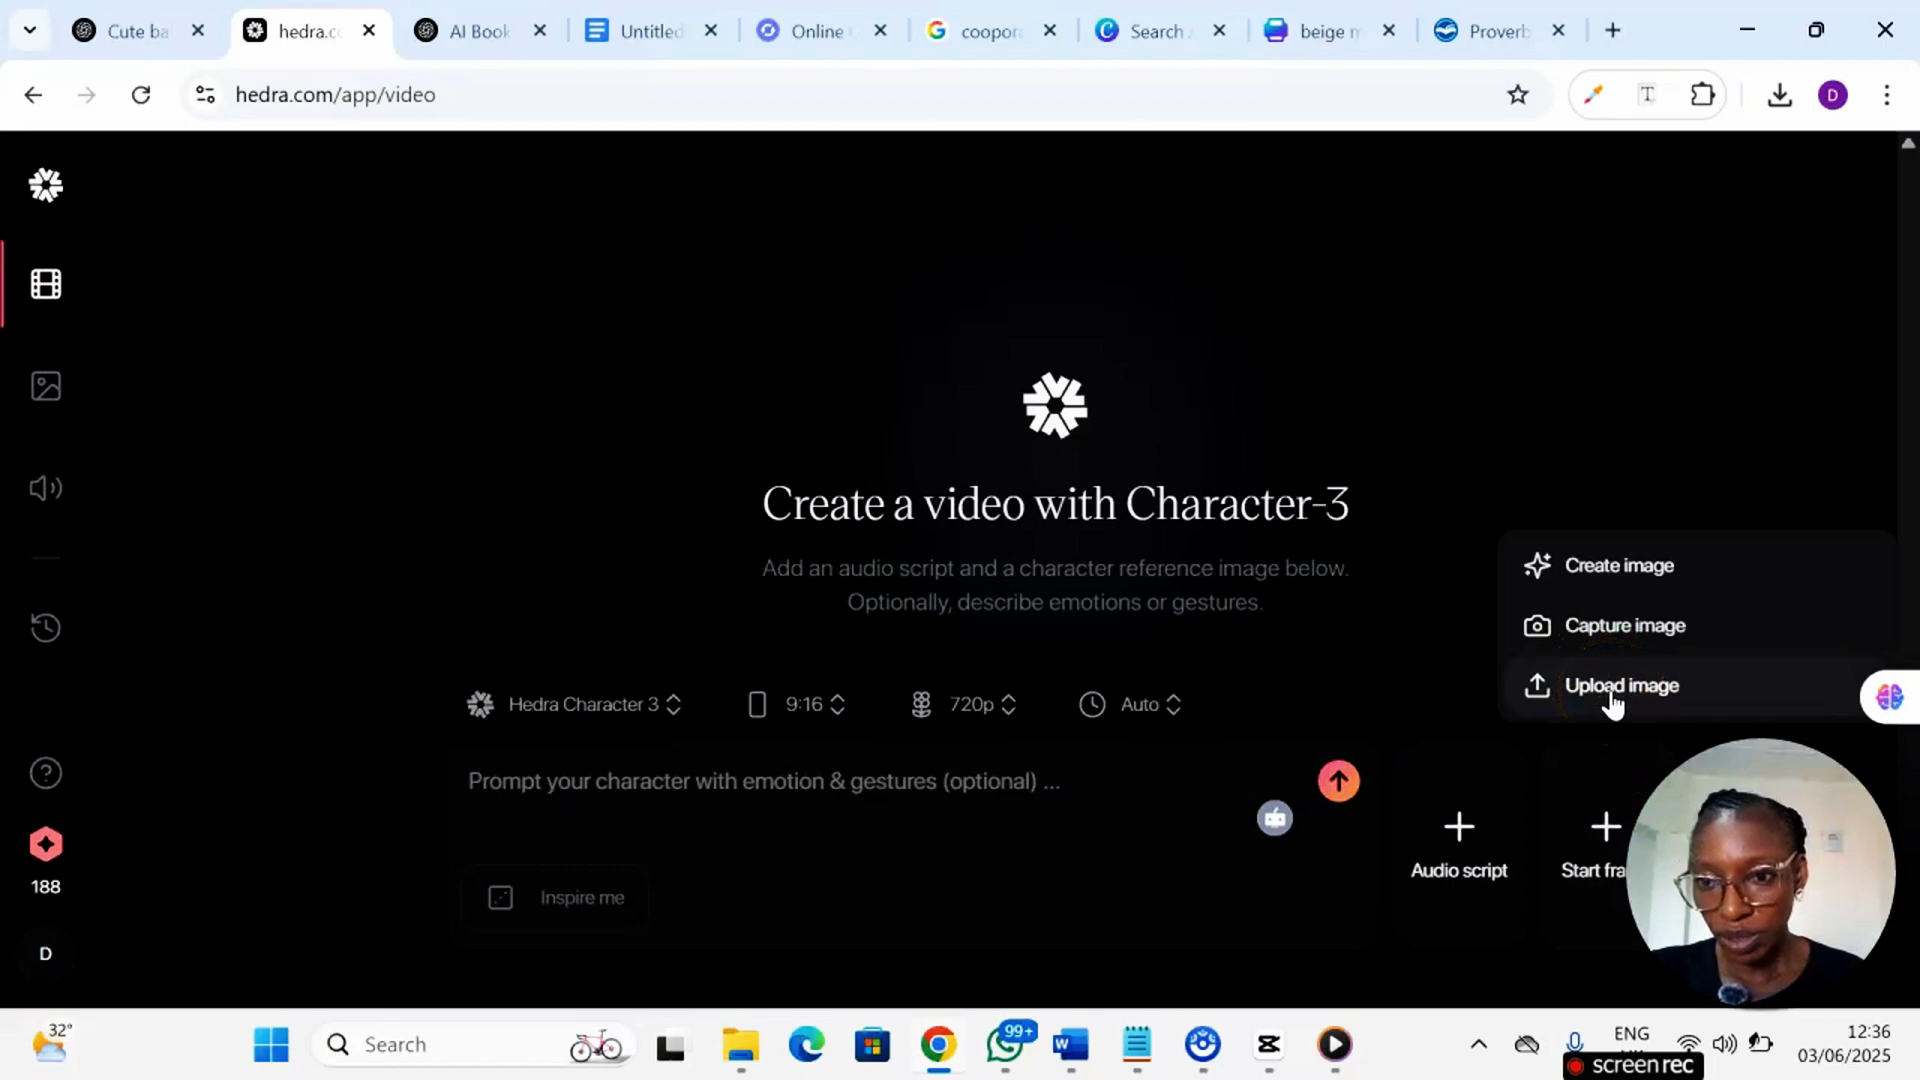 Cute ba
hedra.c
AI Book
Untitled
Online
coopor
Search
beige m
Proverb
hedra.com/app/video
D
Create a video with Character-3
Add an audio script and a character reference image below.
Optionally, describe emotions or gestures.
Create image
Capture image
Upload image
Hedra Character 3
9:16
720p
Auto
Prompt your character with emotion & gestures (optional) ...
Inspire me
Audio script
Start fra
188
D
32°
Search
99+
ENG
12:36
03/06/2025
screen rec